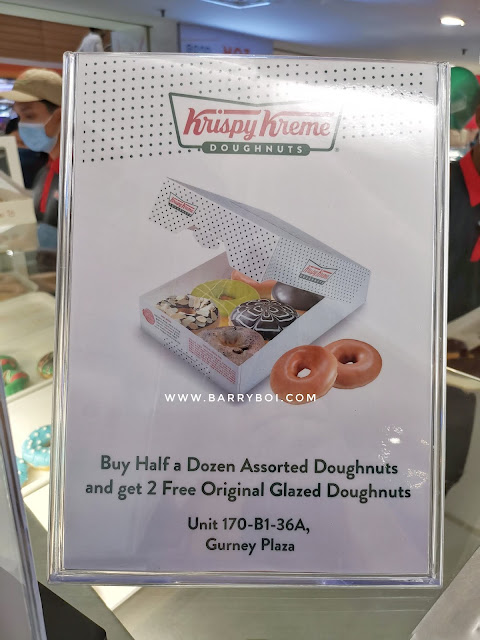 Krispy Kreme
DOUGHNUTS
WWW.BARRYBOI.COM
Buy Half a Dozen Assorted Doughnuts
and get 2 Free Original Glazed Doughnuts
Unit 170-B1-36A,
Gurney Plaza